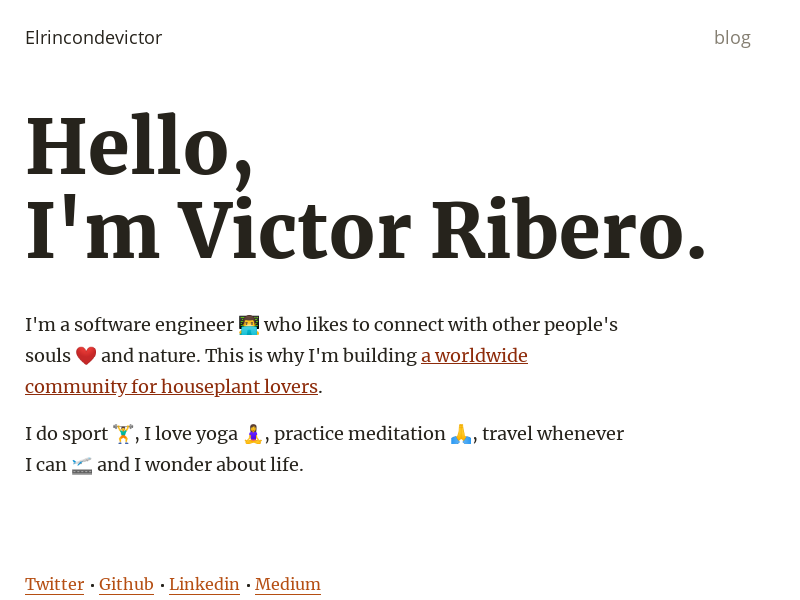 Elrincondevictor
blog
Hello,
I'm Victor Ribero.
I'm a software engineer 👨‍💻 who likes to connect with other people's
souls ❤️ and nature. This is why I'm building a worldwide
community for houseplant lovers.
I do sport 🏋️, I love yoga 🧘‍♀️, practice meditation 🙏, travel whenever
I can 🛫 and I wonder about life.
Twitter • Github • Linkedin • Medium